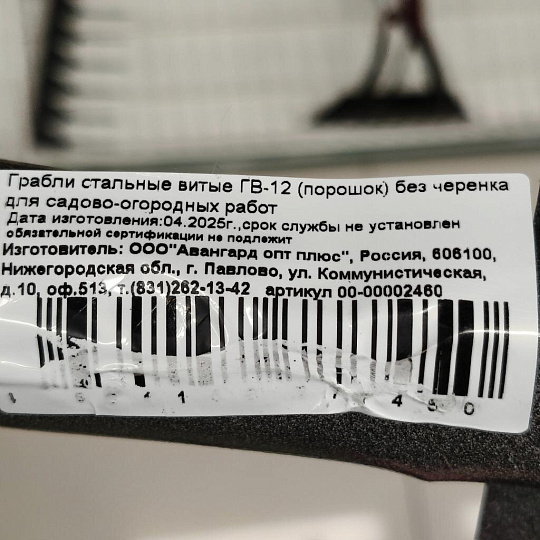 Грабли стальные витые ГВ-12 (порошок) без черенка
для садово-огородных работ
Дата изготовления:04.2025г.,срок службы не установлен
обязательной сертификации не подлежит
Изготовитель: ООО"Авангард опт плюс", Россия, 606100,
Нижегородская обл., г. Павлово, ул. Коммунистическая,
д.10, оф.513, т.(831)262-13-42 артикул 00-00002460